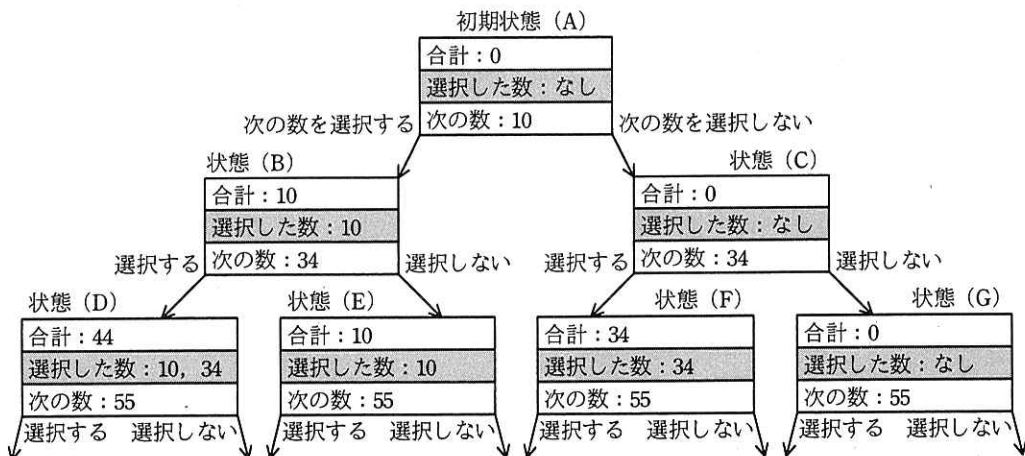 初期状態（A）
合計：0
選択した数：なし
次の数：10
次の数を選択する
次の数を選択しない
状態（B）
合計：10
選択した数：10
次の数：34
選択する
選択しない
状態（C）
合計：0
選択した数：なし
次の数：34
選択する
選択しない
状態（D）
合計：44
選択した数：10，34
次の数：55
選択する　選択しない
状態（E）
合計：10
選択した数：10
次の数：55
選択する　選択しない
状態（F）
合計：34
選択した数：34
次の数：55
選択する　選択しない
状態（G）
合計：0
選択した数：なし
次の数：55
選択する　選択しない